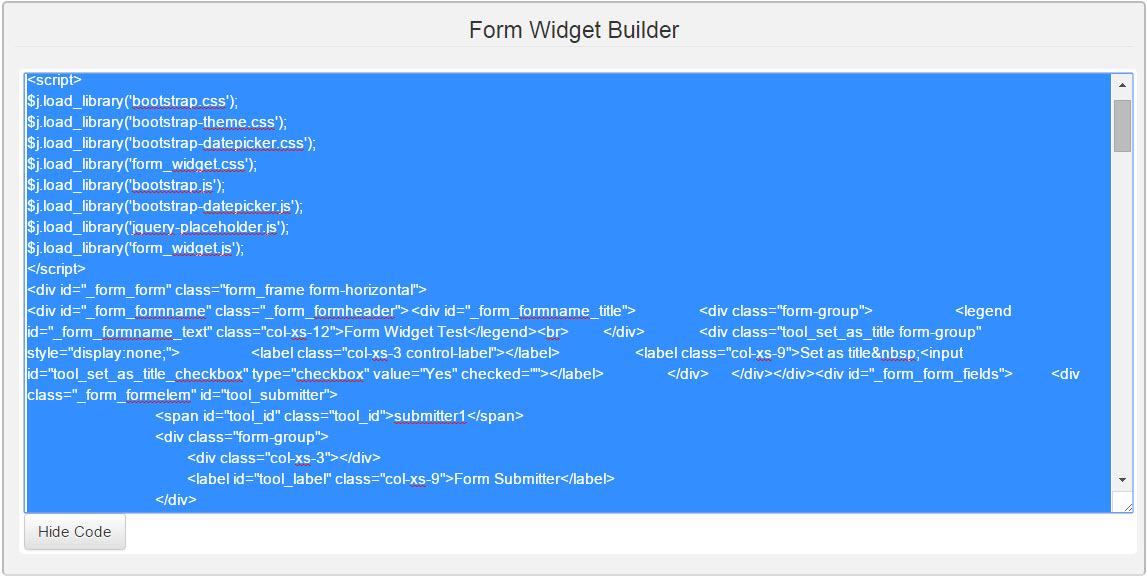 Form Widget Builder
<script>
$j.load_library('bootstrap.css');
$j.load_library('bootstrap-theme.css');
$j.load_library('bootstrap-datepicker.css');
$j.load_library('form_widget.css');
$j.load_library('bootstrap.js');
$j.load_library('bootstrap-datepicker.js');
$j.load_library('jquery-placeholder.js');
$j.load_library('form_widget.js');
</script>
<div id="_form_form" class="form_frame form-horizontal">
<div id="_form_formname" class="_form_formheader"><div id="_form_formname_title"> <div class="form-group"> <legend
id="_form_formname_text" class="col-xs-12">Form Widget Test</legend><br> </div> <div class="tool_set_as_title form-group"
style="display:none;"> <label class="col-xs-3 control-label"></label> <label class="col-xs-9">Set as title&nbsp;<input
id="tool_set_as_title_checkbox" type="checkbox" value="Yes" checked=""></label> </div> </div></div><div id="_form_form_fields"> <div
class="_form_formelem" id="tool_submitter">
<span id="tool_id" class="tool_id">submitter1</span>
<div class="form-group">
<div class="col-xs-3"></div>
<label id="tool_label" class="col-xs-9">Form Submitter</label>
</div>
Hide Code